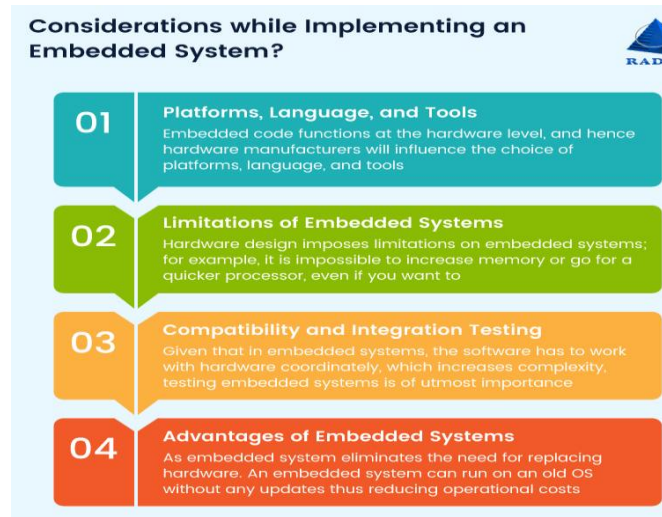 Considerations while Implementing an
Embedded System?
RAD
01
Platforms, Language, and Tools
Embedded code functions at the hardware level, and hence
hardware manufacturers will influence the choice of
platforms, language, and tools
02
Limitations of Embedded Systems
Hardware design imposes limitations on embedded systems;
for example, it is impossible to increase memory or go for a
quicker processor, even if you want to
03
Compatibility and Integration Testing
Given that in embedded systems, the software has to work
with hardware coordinately, which increases complexity,
testing embedded systems is of utmost importance
04
Advantages of Embedded Systems
As embedded system eliminates the need for replacing
hardware. An embedded system can run on an old OS
without any updates thus reducing operational costs